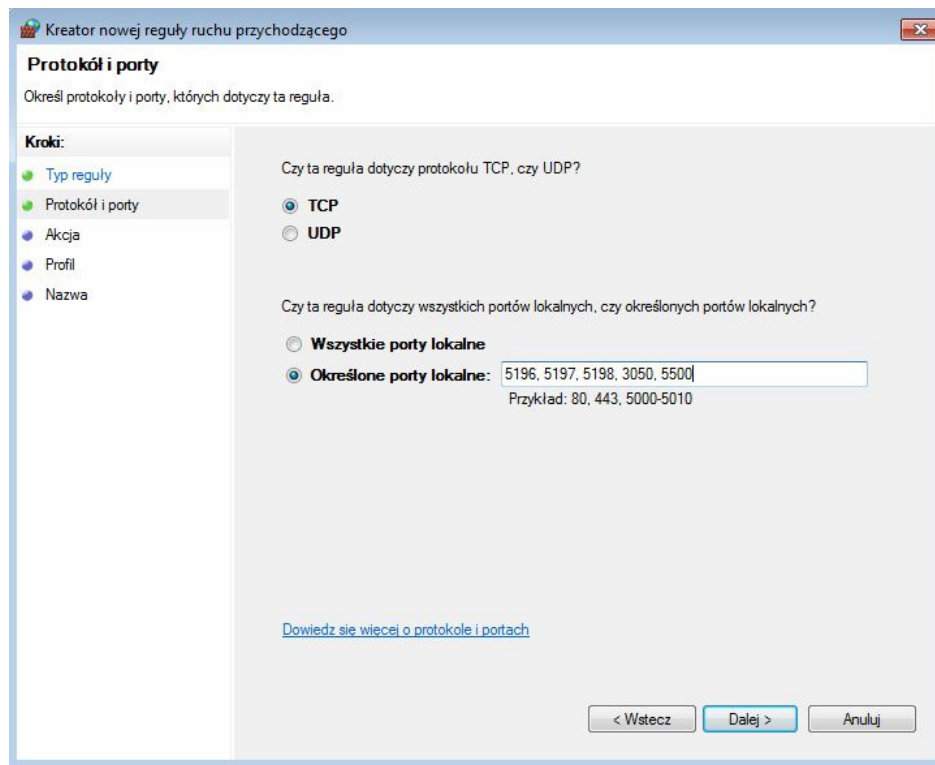 Kreator nowej reguły ruchu przychodzącego
Protokół i porty
Określ protokoły i porty, których dotyczy ta reguła.
Kroki:
Typ reguły
Protokół i porty
Akcja
Profil
Nazwa
Czy ta reguła dotyczy protokołu TCP, czy UDP?
TCP
UDP
Czy ta reguła dotyczy wszystkich portów lokalnych, czy określonych portów lokalnych?
Wszystkie porty lokalne
Określone porty lokalne: 5196, 5197, 5198, 3050, 5500
Przykład: 80, 443, 5000-5010
Dowiedz się więcej o protokole i portach
< Wstecz Dalej > Anuluj